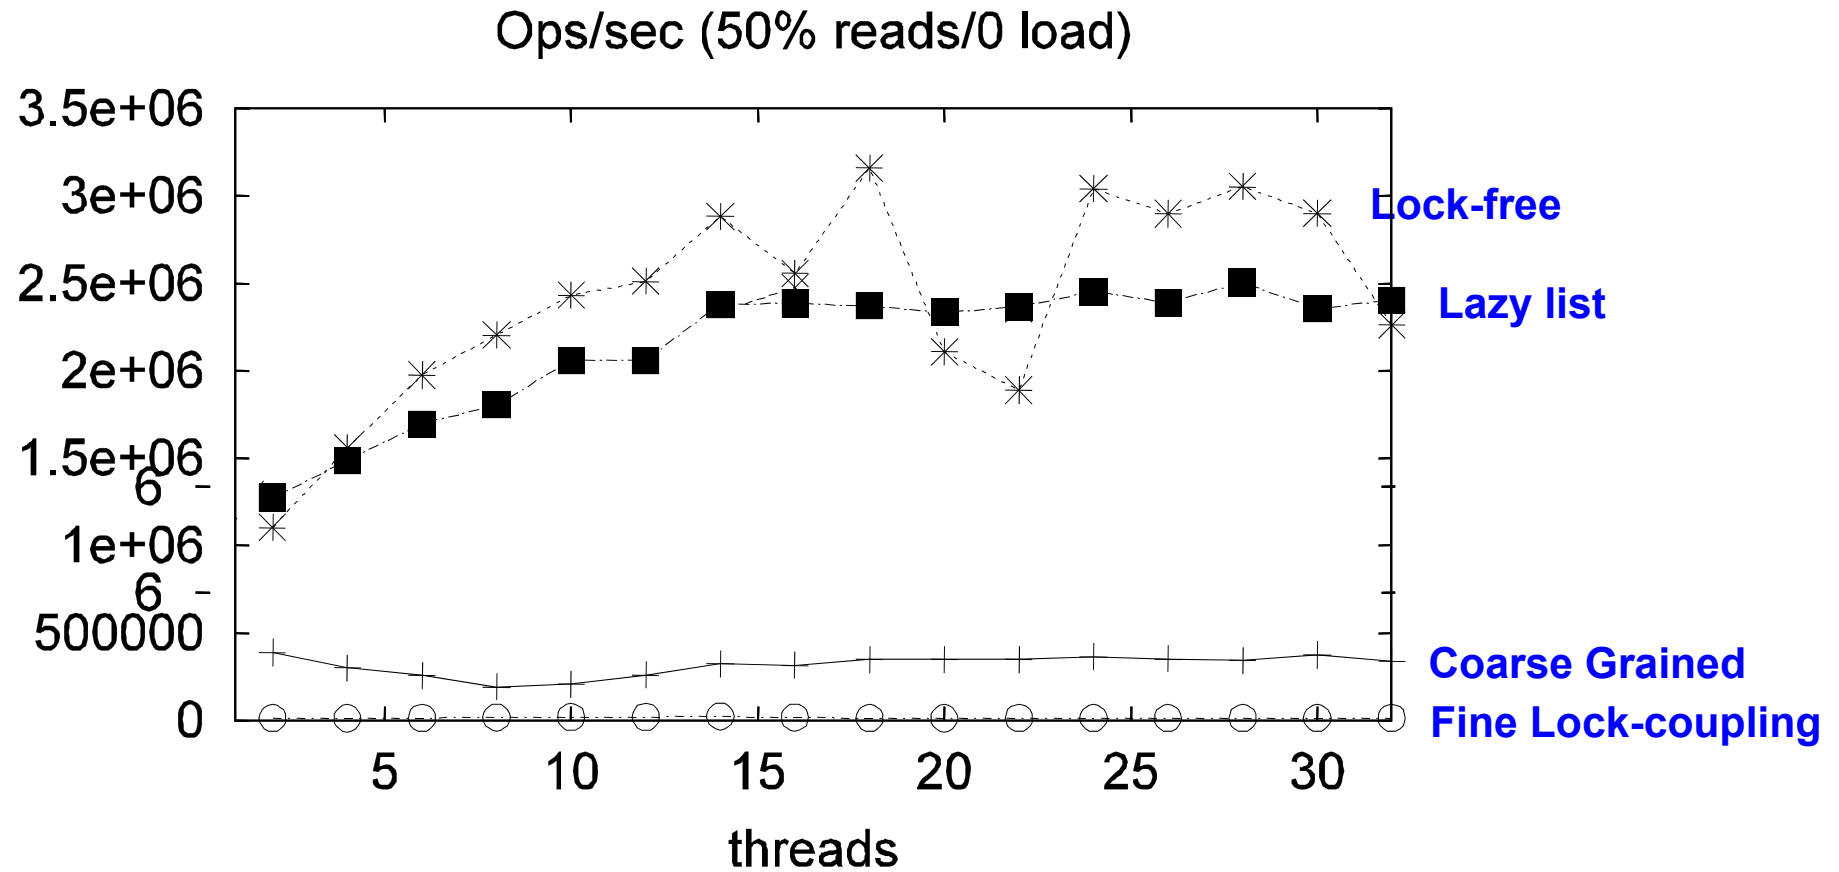 Ops/sec (50% reads/0 load)
3.5e+06
3e+06
Lock-free
2.5e+06
Lazy list
2e+06
1.5e+06
6 -
1e+06
6 -
500000
Coarse Grained
0
Fine Lock-coupling
5 10 15 20 25 30
threads